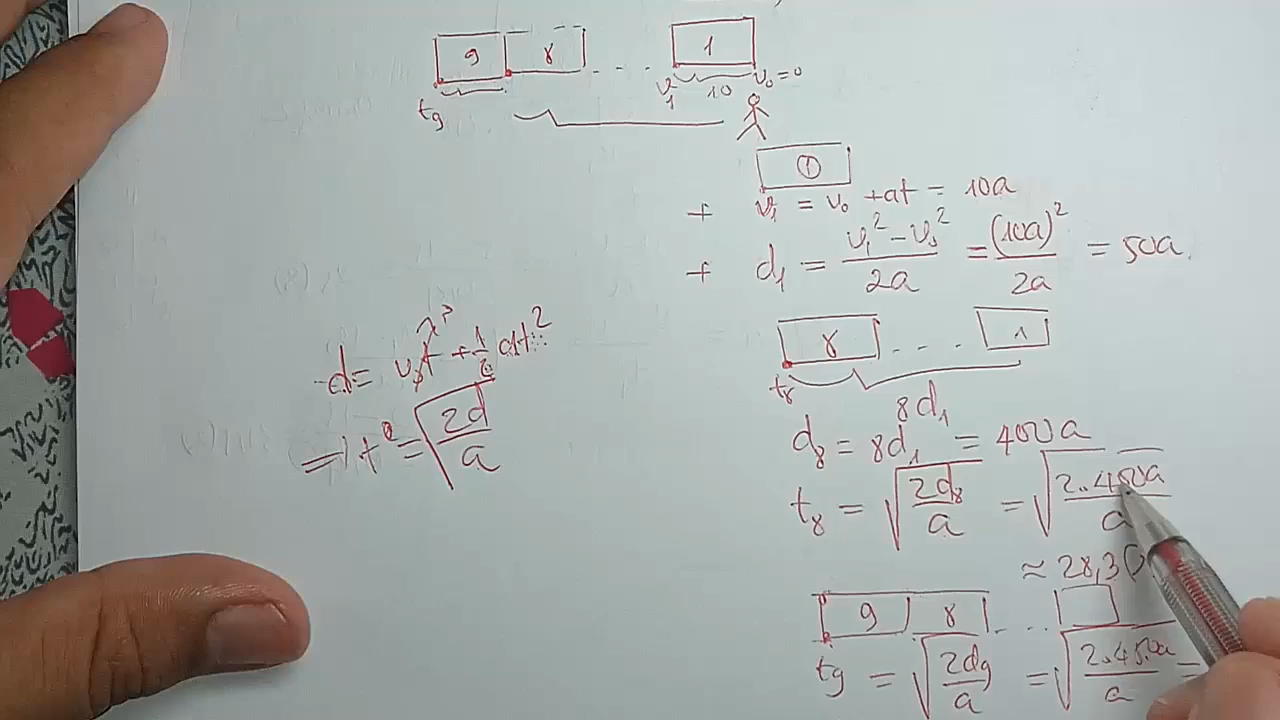 9 8 . . . 1
v₁ 10 v₀=0
t₉
①
+ v₁ = v₀ + at = 10a
+ d₁ = (v₁² - v₀²)/2a = (10a)²/2a = 50a
8 . . . 1
t₈
8d₁
d₈ = 8d₁ = 400a
t₈ = √(2d₈/a) = √(2.450a/a)
≈ 28,30
9 8 . . .
t₉ = √(2d₉/a) = √(2.450a/a) =
d = v₀t + 1/2 at²
=> t = √(2d/a)